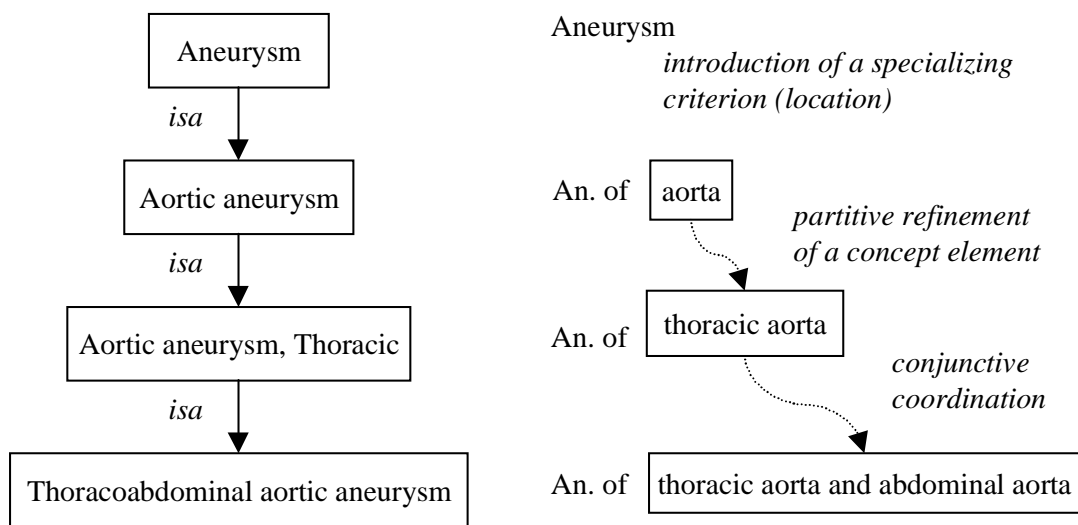 Aneurysm
isa
Aortic aneurysm
isa
Aortic aneurysm, Thoracic
isa
Thoracoabdominal aortic aneurysm
Aneurysm
introduction of a specializing
criterion (location)
An. of aorta
partitive refinement
of a concept element
An. of thoracic aorta
conjunctive
coordination
An. of thoracic aorta and abdominal aorta